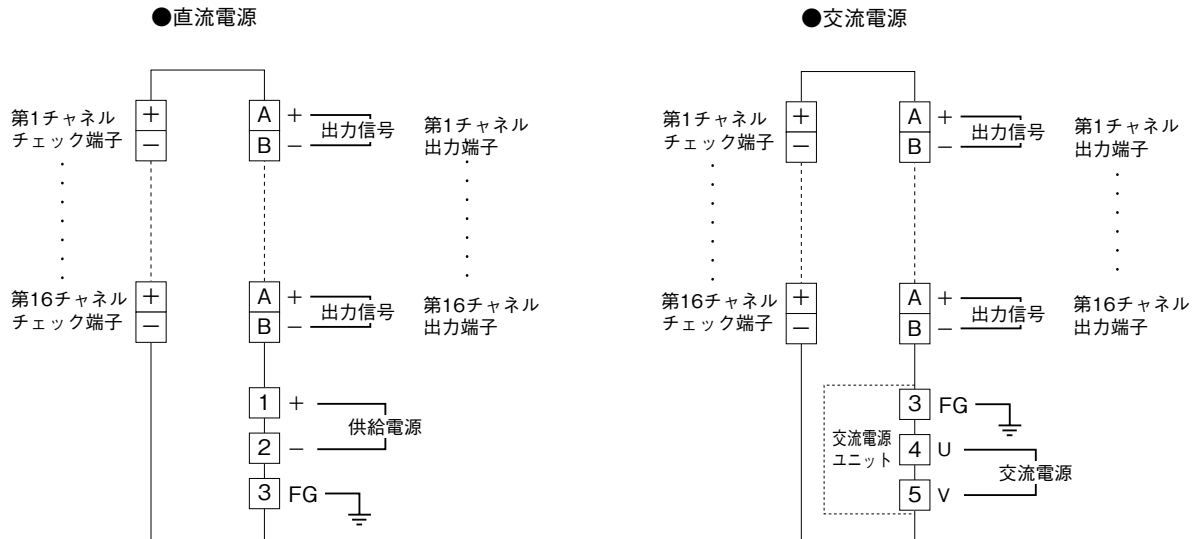 ●直流電源
第1チャネル
チェック端子
+
−
A +
B −
出力信号
第1チャネル
出力端子
第16チャネル
チェック端子
+
−
A +
B −
出力信号
第16チャネル
出力端子
1 +
2 −
供給電源
3 FG
●交流電源
第1チャネル
チェック端子
+
−
A +
B −
出力信号
第1チャネル
出力端子
第16チャネル
チェック端子
+
−
A +
B −
出力信号
第16チャネル
出力端子
交流電源
ユニット
3 FG
4 U
5 V
交流電源